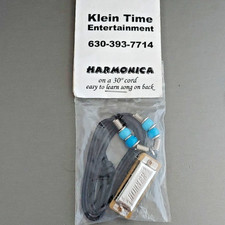 Klein Time
Entertainment
630-393-7714
HARMONICA
on a 30" cord
easy to learn song on back